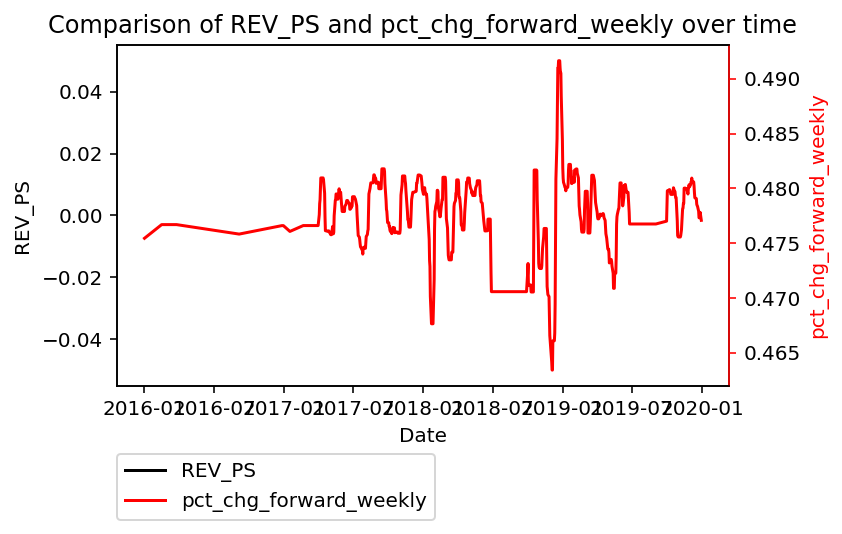 Comparison of REV_PS and pct_chg_forward_weekly over time
0.04
0.02
0.00
−0.02
−0.04
REV_PS
0.490
0.485
0.480
0.475
0.470
0.465
pct_chg_forward_weekly
2016-01 2016-07 2017-01 2017-07 2018-01 2018-07 2019-01 2019-07 2020-01
Date
REV_PS
pct_chg_forward_weekly